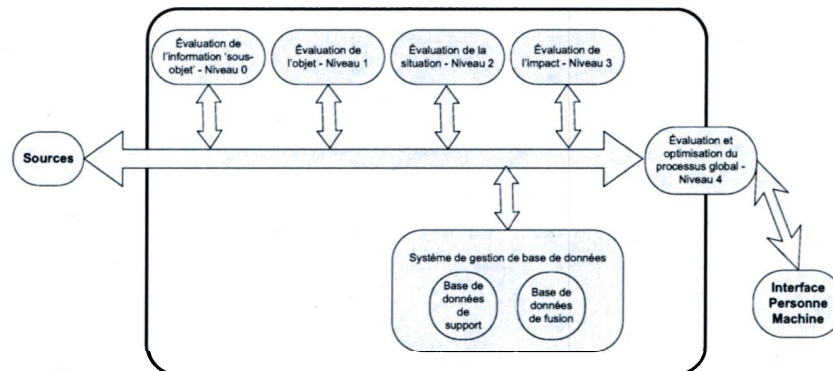 Évaluation de
l'information 'sous-
objet' - Niveau 0
Évaluation de
l'objet - Niveau 1
Évaluation de la
situation - Niveau 2
Évaluation de
l'impact - Niveau 3
Sources
Évaluation et
optimisation du
processus global -
Niveau 4
Système de gestion de base de données
Base de
données
de
support
Base de
données
de fusion
Interface
Personne
Machine